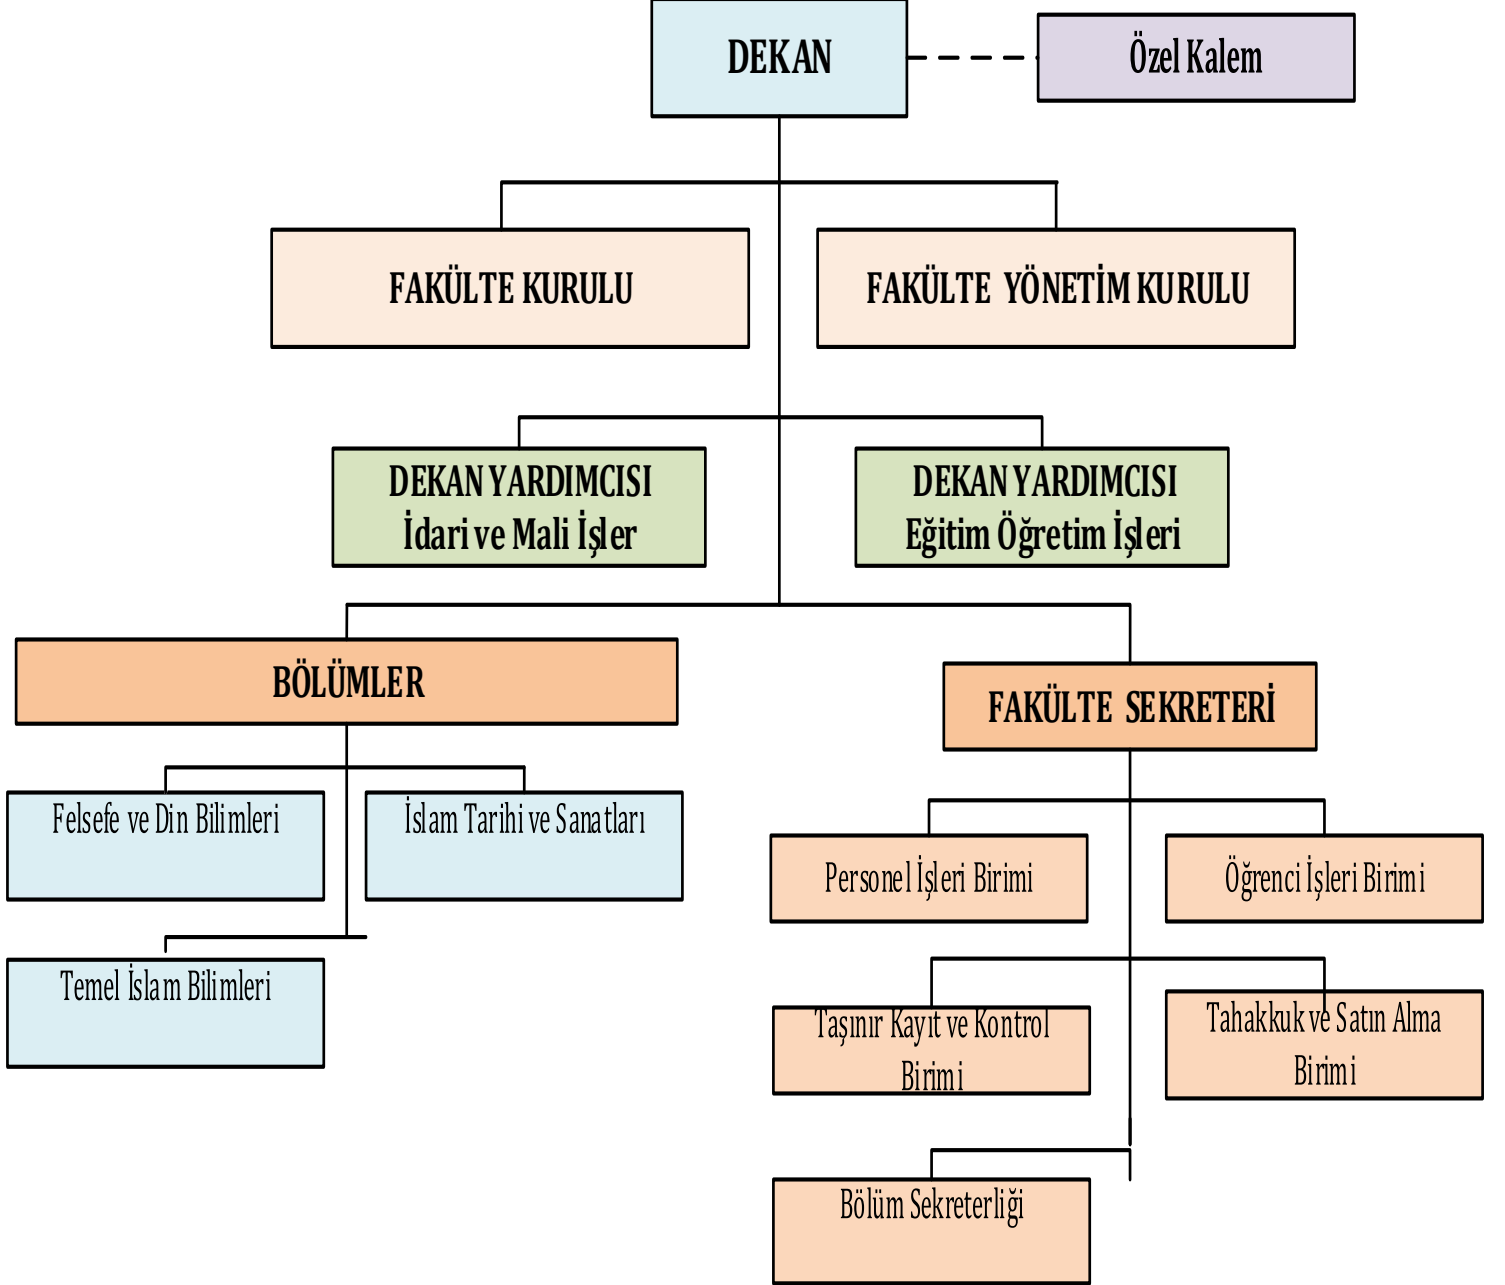 DEKAN
Özel Kalem
FAKÜLTE KURULU
FAKÜLTE YÖNETİM KURULU
DEKAN YARDIMCISI
İdari ve Mali İşler
DEKAN YARDIMCISI
Eğitim Öğretim İşleri
BÖLÜMLER
FAKÜLTE SEKRETERİ
Felsefe ve Din Bilimleri
İslam Tarihi ve Sanatları
Temel İslam Bilimleri
Personel İşleri Birimi
Öğrenci İşleri Birimi
Taşınır Kayıt ve Kontrol
Birimi
Tahakkuk ve Satın Alma
Birimi
Bölüm Sekreterliği